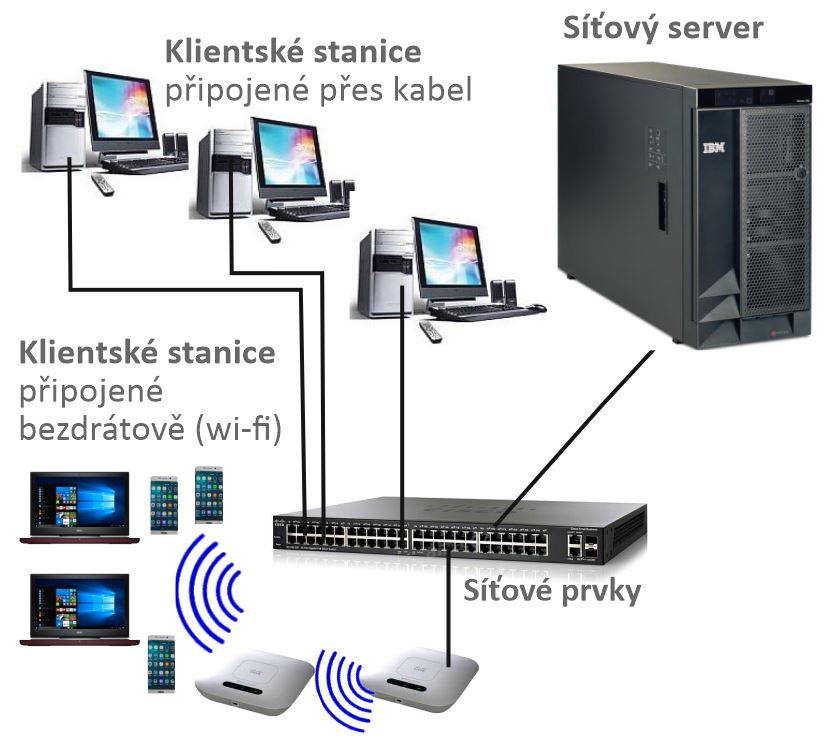 Síťový server
Klientské stanice
připojené přes kabel
IBM
Klientské stanice
připojené
bezdrátově (wi-fi)
Síťové prvky